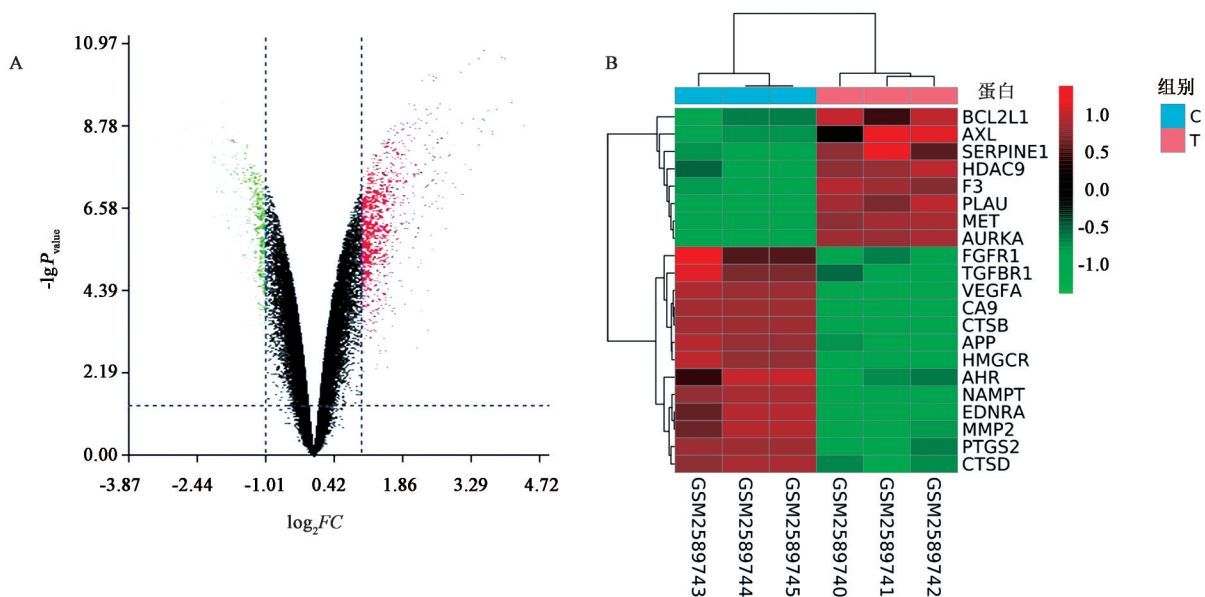 A
10.97
8.78
6.58
4.39
2.19
0.00
-lgPvalue
-3.87 -2.44 -1.01 0.42 1.86 3.29 4.72
log2FC
B
蛋白
BCL2L1
AXL
SERPINE1
HDAC9
F3
PLAU
MET
AURKA
FGFR1
TGFBR1
VEGFA
CA9
CTSB
APP
HMGCR
AHR
NAMPT
EDNRA
MMP2
PTGS2
CTSD
GSM2589743
GSM2589744
GSM2589745
GSM2589740
GSM2589741
GSM2589742
1.0
0.5
0.0
-0.5
-1.0
组别
C
T